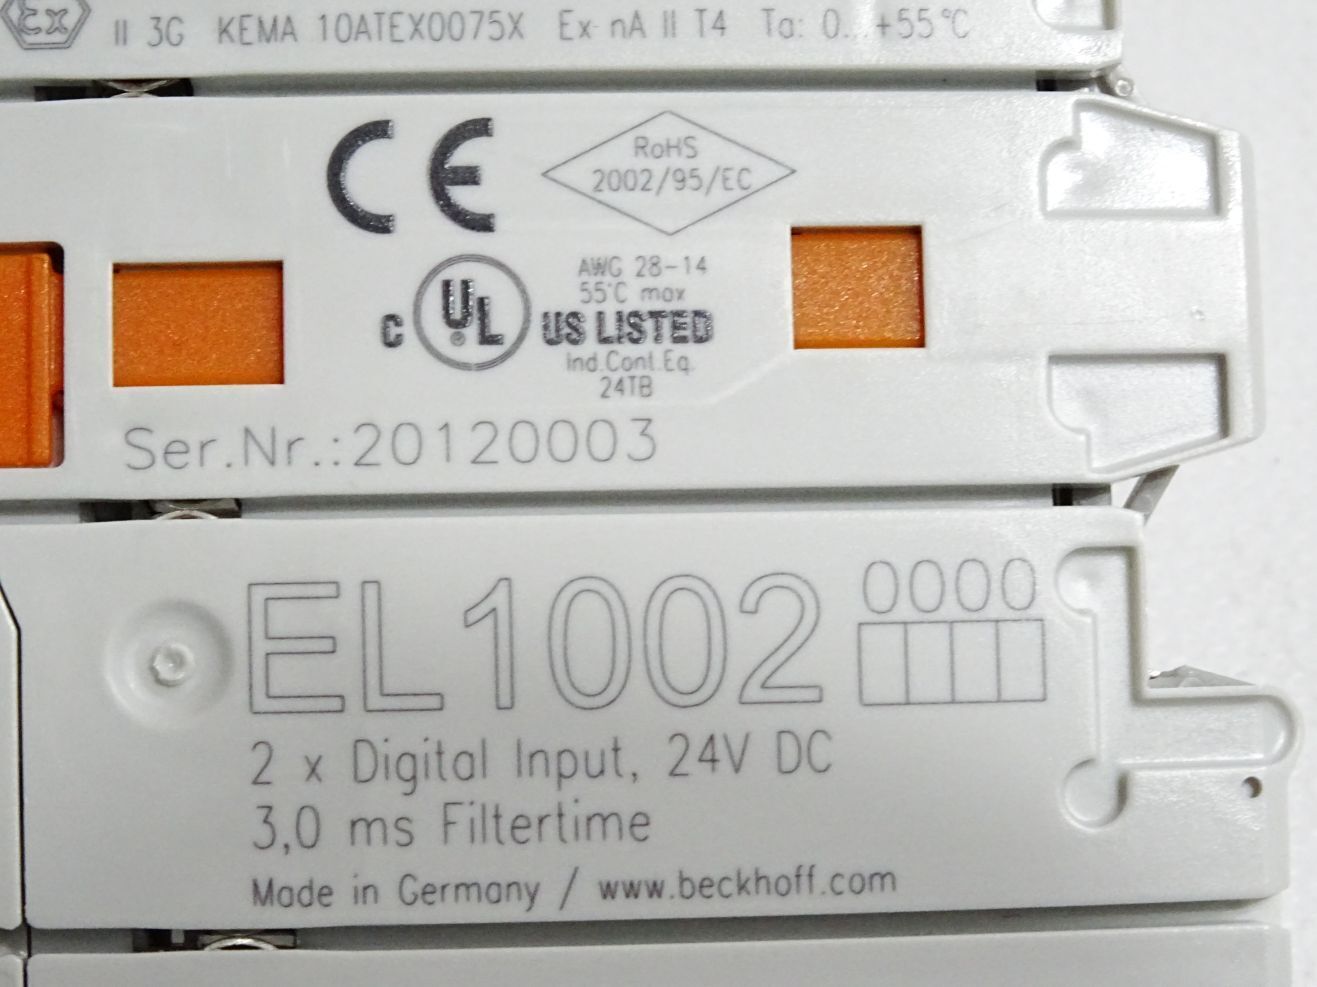 Ex II 3G KEMA 10ATEX0075X Ex nA II T4 Ta: 0...+55°C
CE
RoHS
2002/95/EC
AWG 28-14
55°C max
C UL ® US LISTED
Ind.Cont.Eq.
24TB
Ser.Nr.:20120003
EL1002 0000
2 x Digital Input, 24V DC
3,0 ms Filtertime
Made in Germany / www.beckhoff.com